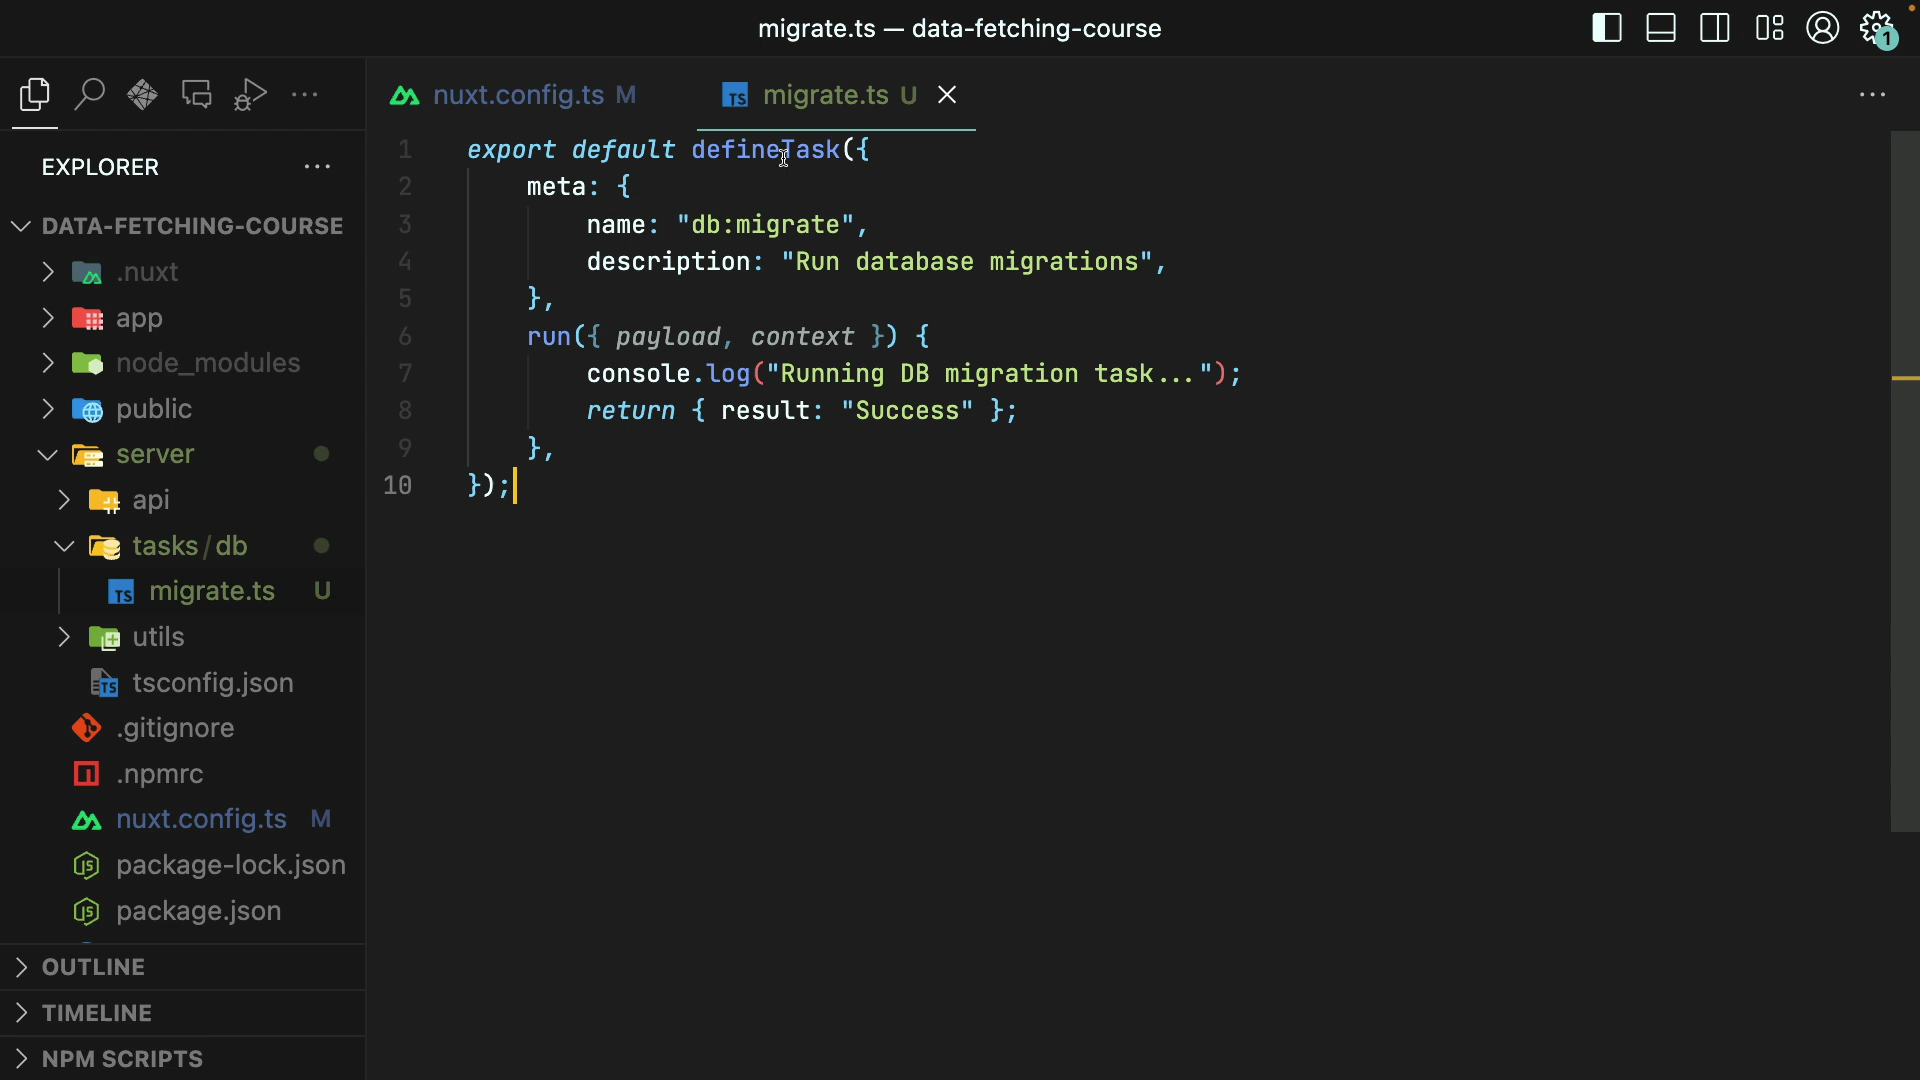 migrate.ts — data-fetching-course
nuxt.config.ts M
migrate.ts U
1
EXPLORER
DATA-FETCHING-COURSE
.nuxt
app
node_modules
public
server
api
tasks/db
migrate.ts U
utils
tsconfig.json
.gitignore
.npmrc
nuxt.config.ts M
package-lock.json
package.json
OUTLINE
TIMELINE
NPM SCRIPTS
1 export default defineTask({
2 meta: {
3 name: "db:migrate",
4 description: "Run database migrations",
5 },
6 run({ payload, context }) {
7 console.log("Running DB migration task...");
8 return { result: "Success" };
9 },
10 });